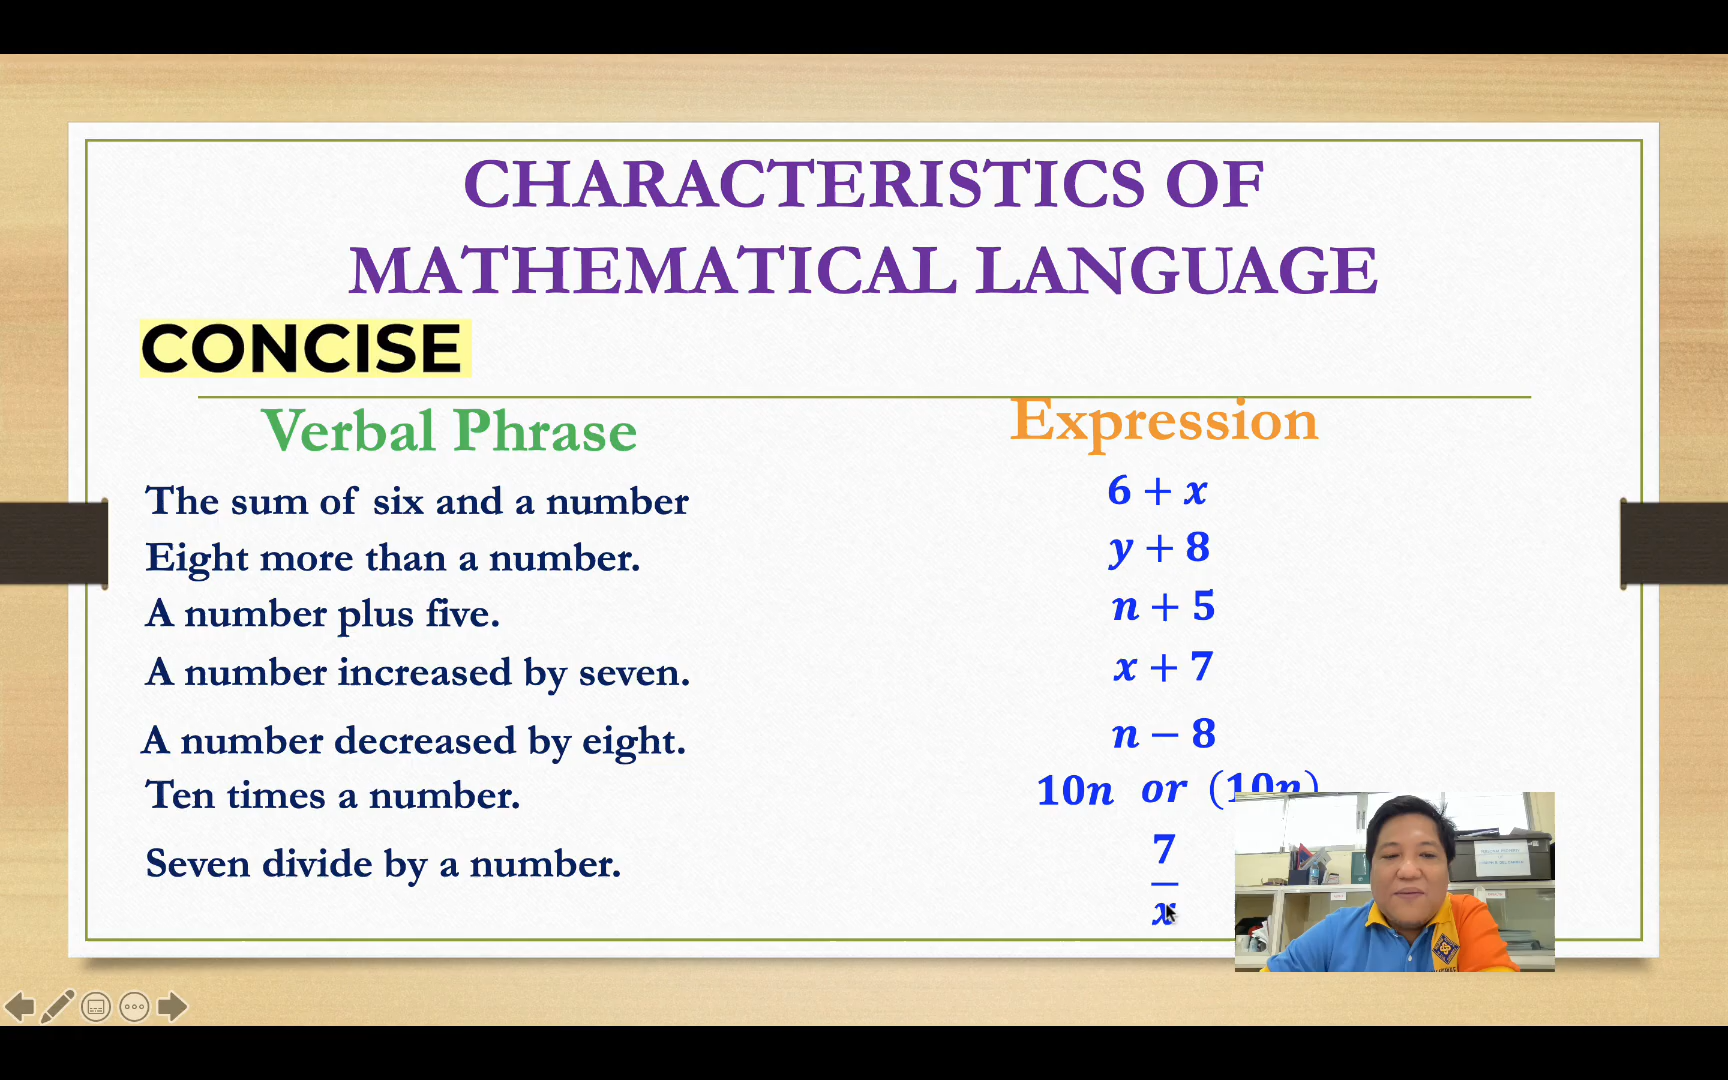 CHARACTERISTICS OF
MATHEMATICAL LANGUAGE
CONCISE
Verbal Phrase Expression
The sum of six and a number 6 + x
Eight more than a number. y + 8
A number plus five. n + 5
A number increased by seven. x + 7
A number decreased by eight. n − 8
Ten times a number. 10n or (10n)
Seven divide by a number. 7/x